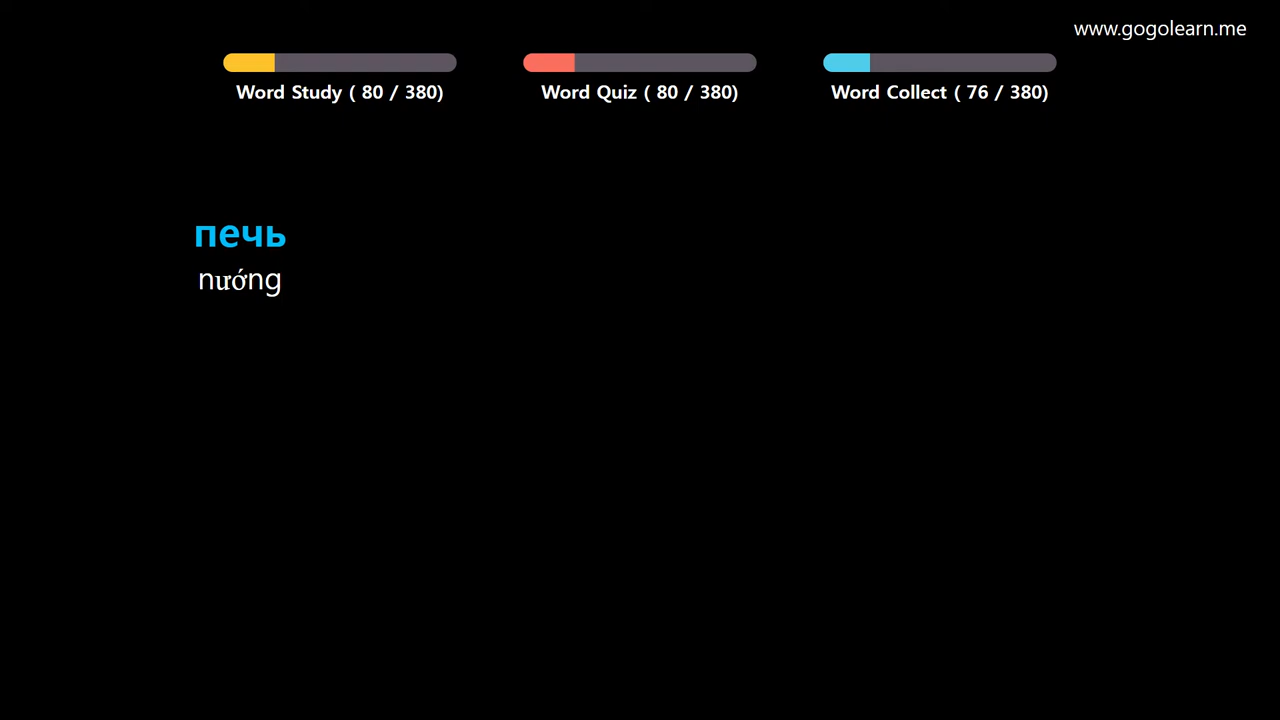 www.gogolearn.me
Word Study ( 80 / 380)
Word Quiz ( 80 / 380)
Word Collect ( 76 / 380)
печь
nướng